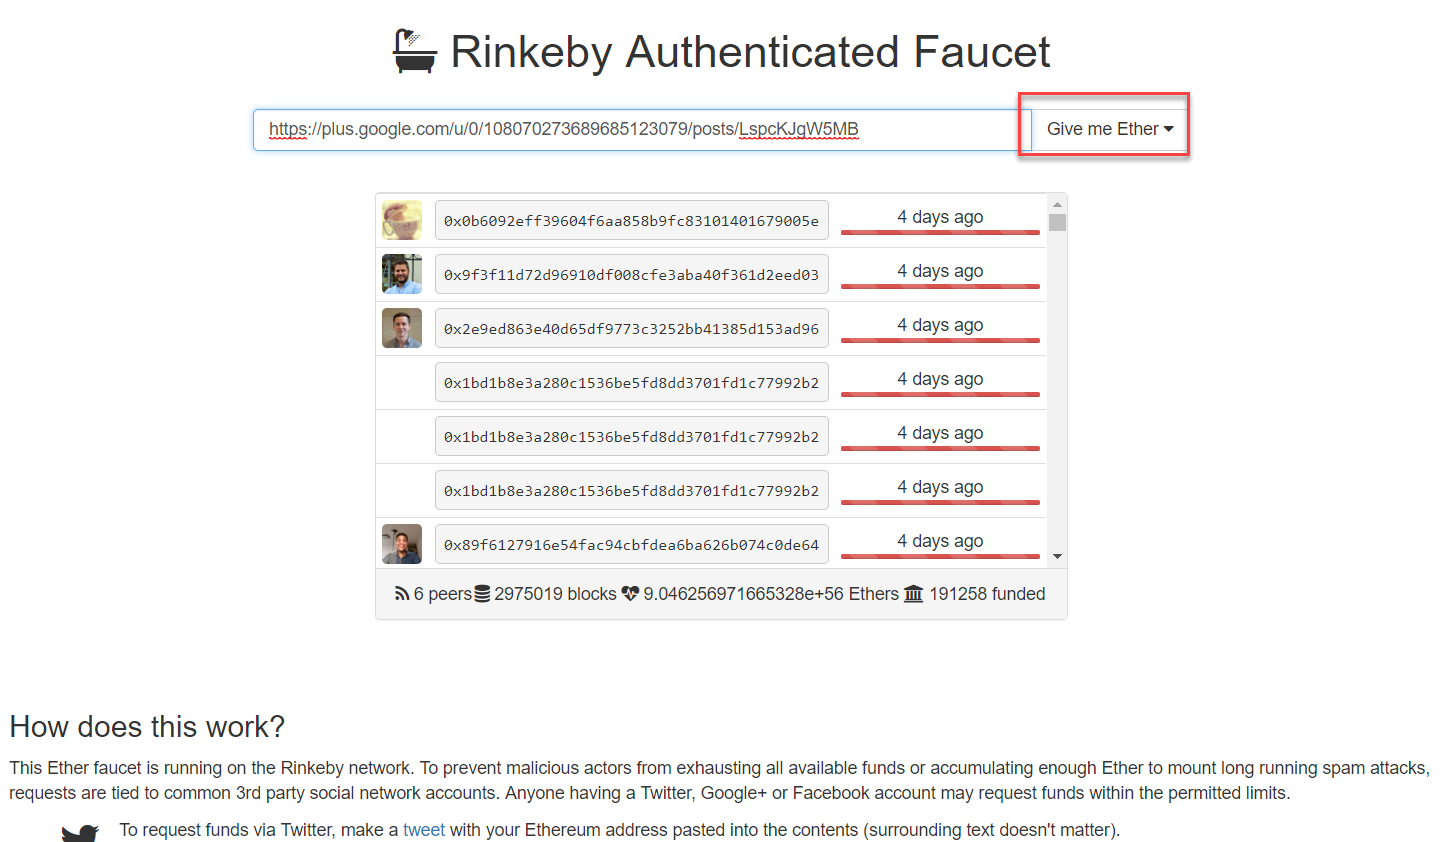 Rinkeby Authenticated Faucet
https://plus.google.com/u/0/108070273689685123079/posts/LspcKJgW5MB Give me Ether
0x0b6092eff39604f6aa858b9fc83101401679005e 4 days ago
0x9f3f11d72d96910df008cfe3aba40f361d2eed03 4 days ago
0x2e9ed863e40d65df9773c3252bb41385d153ad96 4 days ago
0x1bd1b8e3a280c1536be5fd8dd3701fd1c77992b2 4 days ago
0x1bd1b8e3a280c1536be5fd8dd3701fd1c77992b2 4 days ago
0x1bd1b8e3a280c1536be5fd8dd3701fd1c77992b2 4 days ago
0x89f6127916e54fac94cbfdea6ba626b074c0de64 4 days ago
6 peers 2975019 blocks 9.046256971665328e+56 Ethers 191258 funded
How does this work?
This Ether faucet is running on the Rinkeby network. To prevent malicious actors from exhausting all available funds or accumulating enough Ether to mount long running spam attacks,
requests are tied to common 3rd party social network accounts. Anyone having a Twitter, Google+ or Facebook account may request funds within the permitted limits.
To request funds via Twitter, make a tweet with your Ethereum address pasted into the contents (surrounding text doesn't matter).